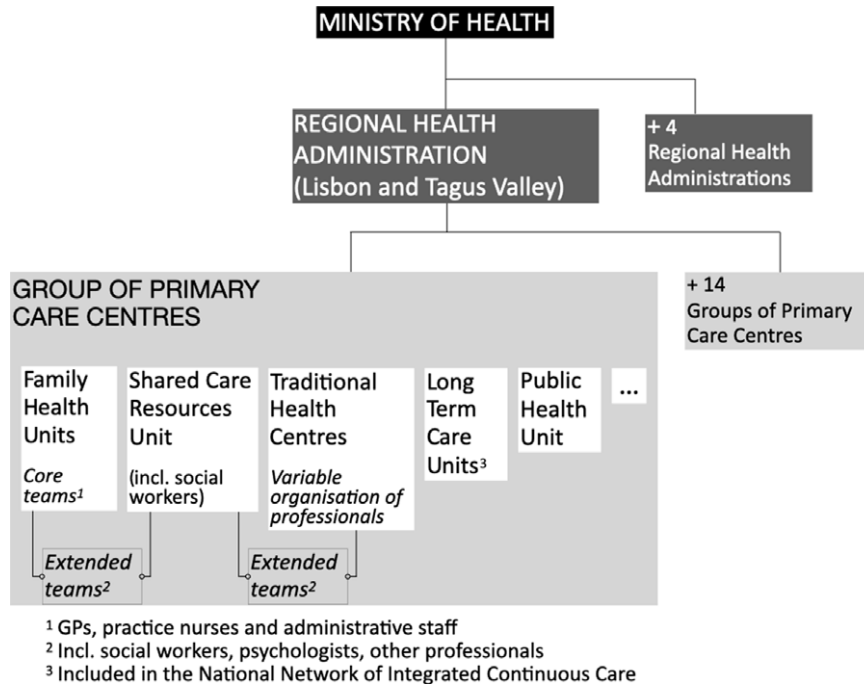 MINISTRY OF HEALTH
REGIONAL HEALTH
ADMINISTRATION
(Lisbon and Tagus Valley)
+ 4
Regional Health
Administrations
GROUP OF PRIMARY
CARE CENTRES
+ 14
Groups of Primary
Care Centres
Family
Health
Units
Core
teams¹
Shared Care
Resources
Unit
(incl. social
workers)
Traditional
Health
Centres
Variable
organisation of
professionals
Long
Term
Care
Units³
Public
Health
Unit
...
Extended
teams²
Extended
teams²
¹ GPs, practice nurses and administrative staff
² Incl. social workers, psychologists, other professionals
³ Included in the National Network of Integrated Continuous Care